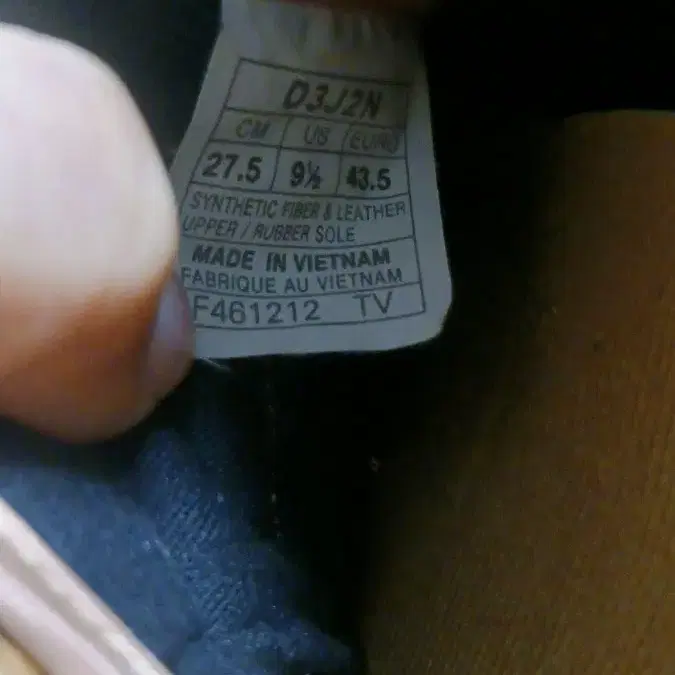 D3J2N
CM US EURO
27.5 9½ 43.5
SYNTHETIC FIBER & LEATHER
UPPER / RUBBER SOLE
MADE IN VIETNAM
FABRIQUE AU VIETNAM
F461212 TV